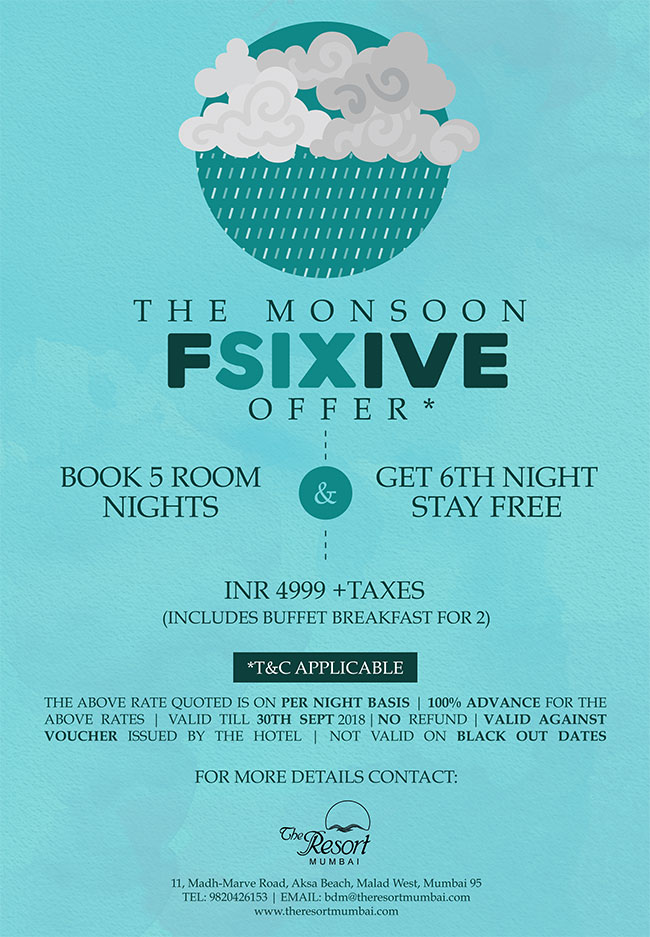 THE MONSOON
FSIXIVE
OFFER*
BOOK 5 ROOM
NIGHTS
&
GET 6TH NIGHT
STAY FREE
INR 4999 +TAXES
(INCLUDES BUFFET BREAKFAST FOR 2)
*T&C APPLICABLE
THE ABOVE RATE QUOTED IS ON PER NIGHT BASIS | 100% ADVANCE FOR THE
ABOVE RATES | VALID TILL 30TH SEPT 2018 | NO REFUND | VALID AGAINST
VOUCHER ISSUED BY THE HOTEL | NOT VALID ON BLACK OUT DATES
FOR MORE DETAILS CONTACT:
The Resort
MUMBAI
11, Madh-Marve Road, Aksa Beach, Malad West, Mumbai 95
TEL: 9820426153 | EMAIL: bdm@theresortmumbai.com
www.theresortmumbai.com